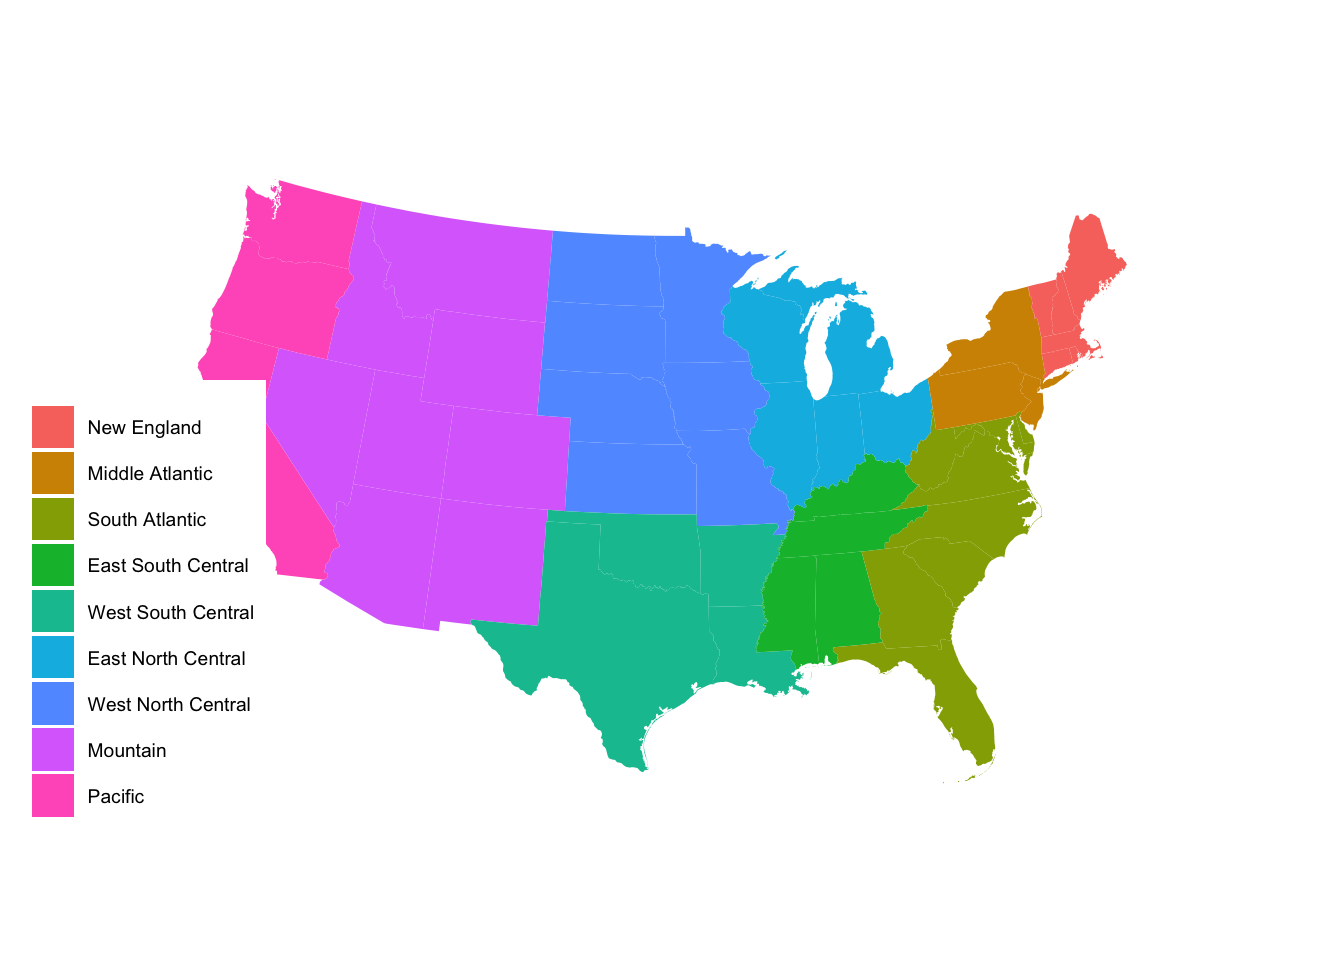 New England
Middle Atlantic
South Atlantic
East South Central
West South Central
East North Central
West North Central
Mountain
Pacific